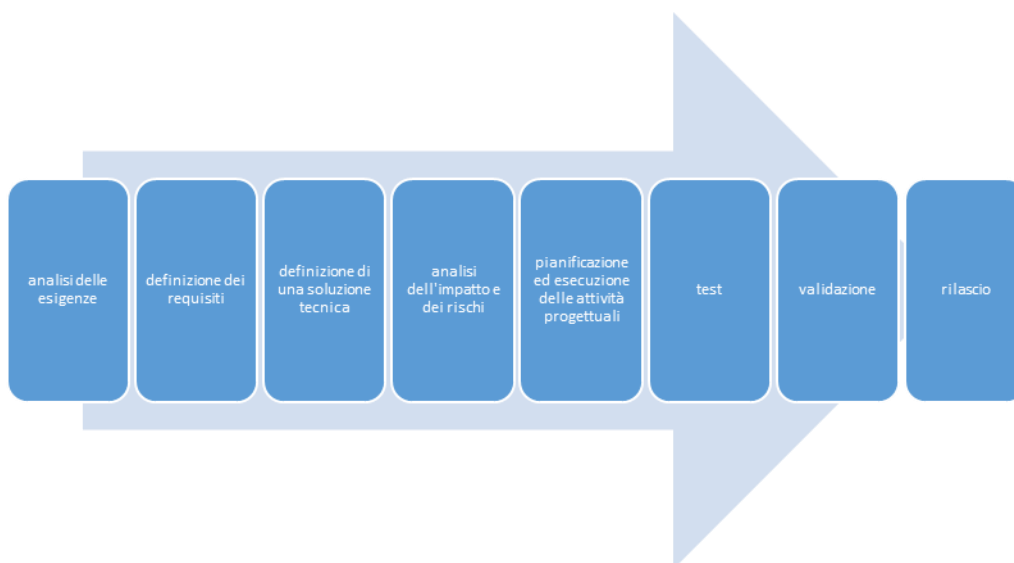 analisi delle
esigenze
definizione dei
requisiti
definizione di
una soluzione
tecnica
analisi
dell'impatto e
dei rischi
pianificazione
ed esecuzione
delle attività
progettuali
test
validazione
rilascio